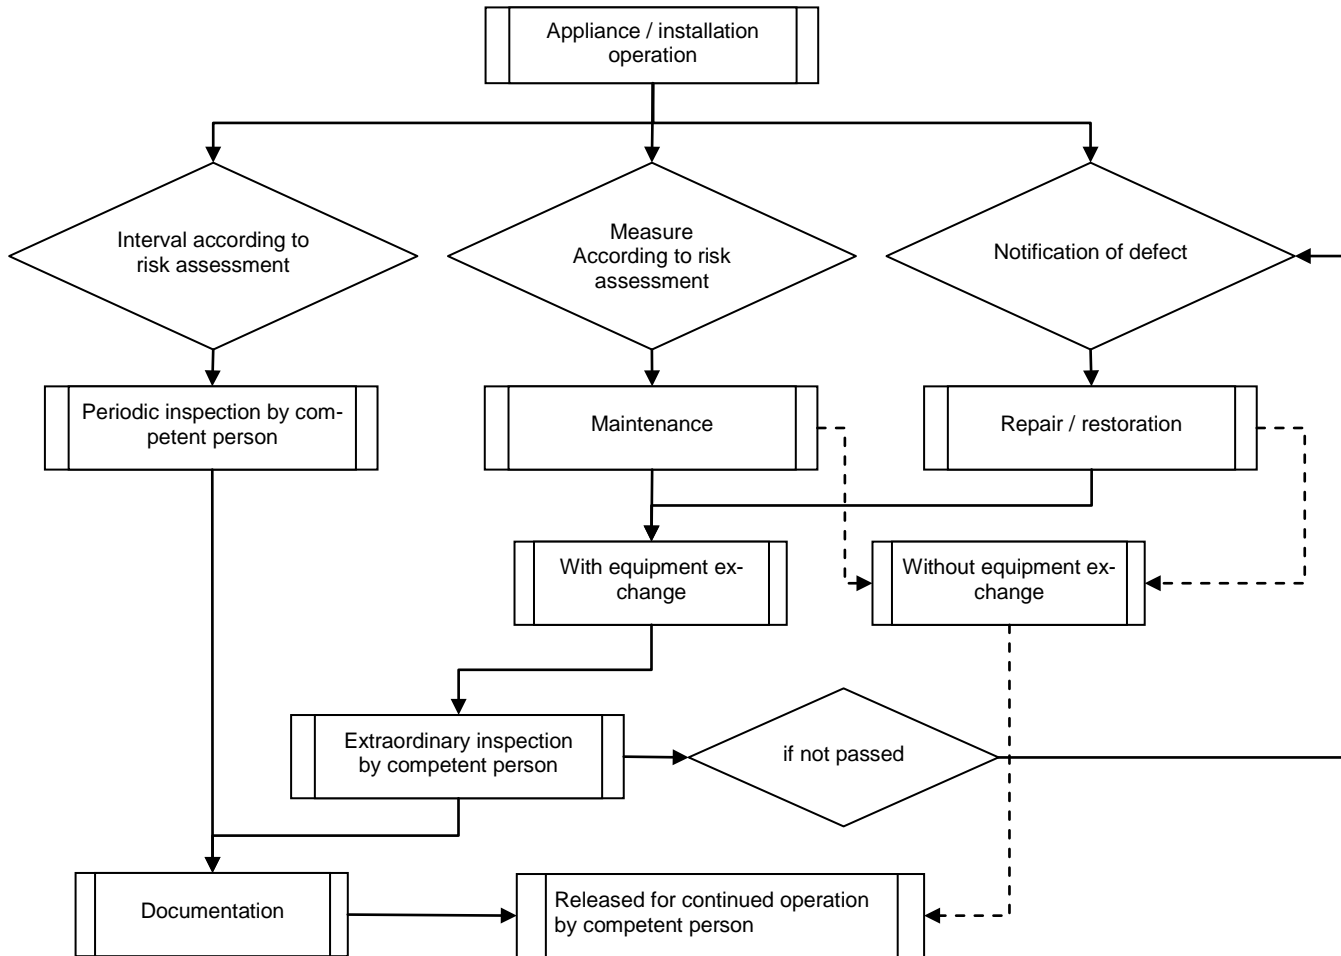 Appliance / installation
operation
Interval according to
risk assessment
Measure
According to risk
assessment
Notification of defect
Periodic inspection by com-
petent person
Maintenance
Repair / restoration
With equipment ex-
change
Without equipment ex-
change
Extraordinary inspection
by competent person
if not passed
Documentation
Released for continued operation
by competent person